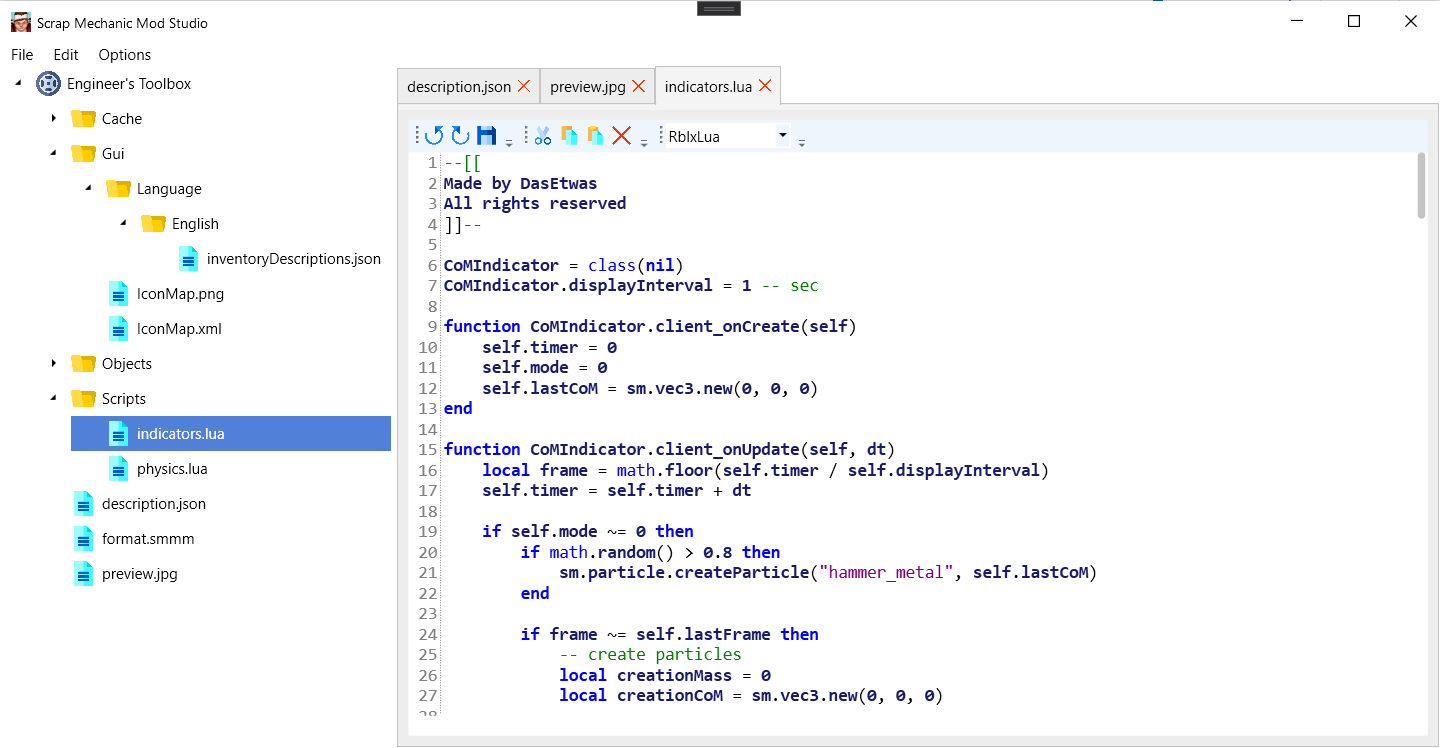 Scrap Mechanic Mod Studio
File Edit Options
Engineer's Toolbox
Cache
Gui
Language
English
inventoryDescriptions.json
IconMap.png
IconMap.xml
Objects
Scripts
indicators.lua
physics.lua
description.json
format.smmm
preview.jpg
description.json preview.jpg indicators.lua
RblxLua
1 --[[
2 Made by DasEtwas
3 All rights reserved
4 ]]--
5
6 CoMIndicator = class(nil)
7 CoMIndicator.displayInterval = 1 -- sec
8
9 function CoMIndicator.client_onCreate(self)
10     self.timer = 0
11     self.mode = 0
12     self.lastCoM = sm.vec3.new(0, 0, 0)
13 end
14
15 function CoMIndicator.client_onUpdate(self, dt)
16     local frame = math.floor(self.timer / self.displayInterval)
17     self.timer = self.timer + dt
18
19     if self.mode ~= 0 then
20         if math.random() > 0.8 then
21             sm.particle.createParticle("hammer_metal", self.lastCoM)
22         end
23
24         if frame ~= self.lastFrame then
25             -- create particles
26             local creationMass = 0
27             local creationCoM = sm.vec3.new(0, 0, 0)
28